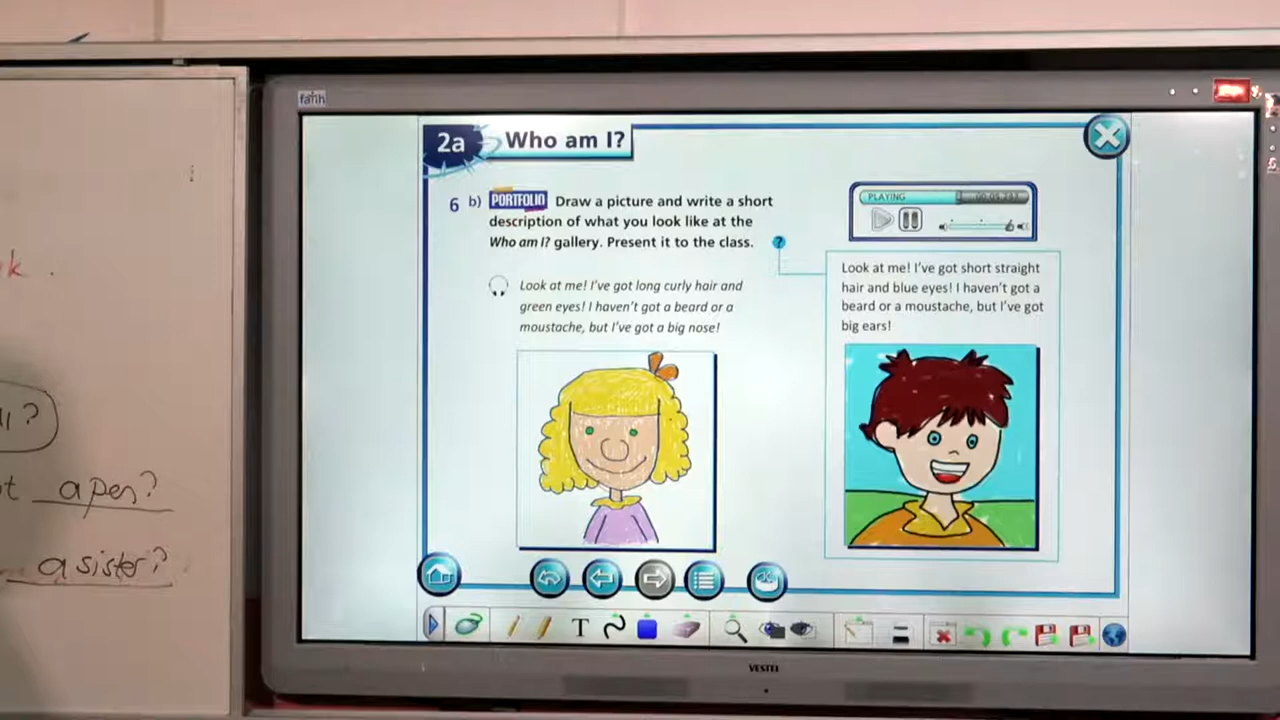 fatih
2a Who am I?
6 b) PORTFOLIO Draw a picture and write a short
description of what you look like at the
Who am I? gallery. Present it to the class.
Look at me! I've got long curly hair and
green eyes! I haven't got a beard or a
moustache, but I've got a big nose!
PLAYING
?
Look at me! I've got short straight
hair and blue eyes! I haven't got a
beard or a moustache, but I've got
big ears!
a pen?
a sister?
T
VESTEL